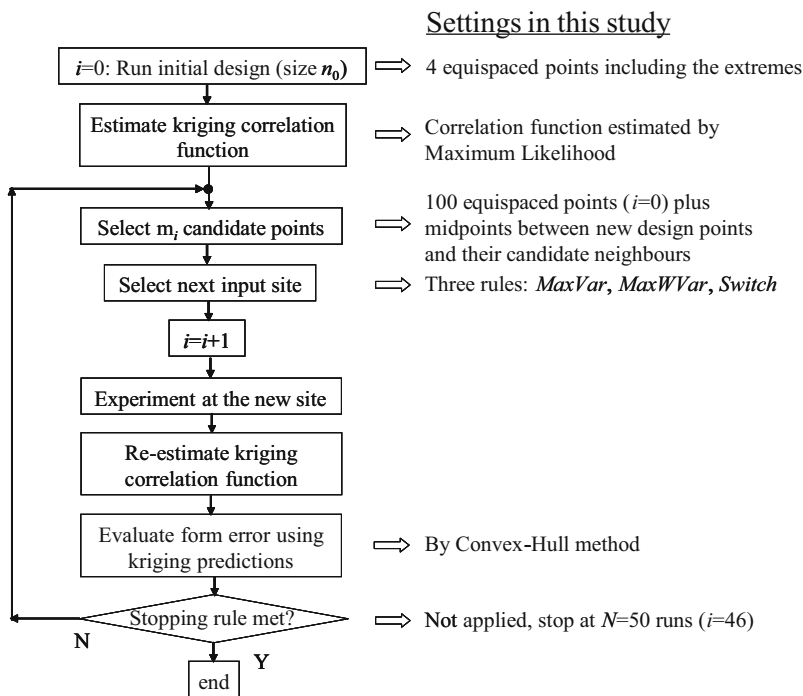 Settings in this study
i=0: Run initial design (size n₀)
4 equispaced points including the extremes
Estimate kriging correlation
function
Correlation function estimated by
Maximum Likelihood
Select mᵢ candidate points
100 equispaced points (i=0) plus
midpoints between new design points
and their candidate neighbours
Select next input site
Three rules: MaxVar, MaxWVar, Switch
i=i+1
Experiment at the new site
Re-estimate kriging
correlation function
Evaluate form error using
kriging predictions
By Convex-Hull method
Stopping rule met?
Not applied, stop at N=50 runs (i=46)
N
Y
end